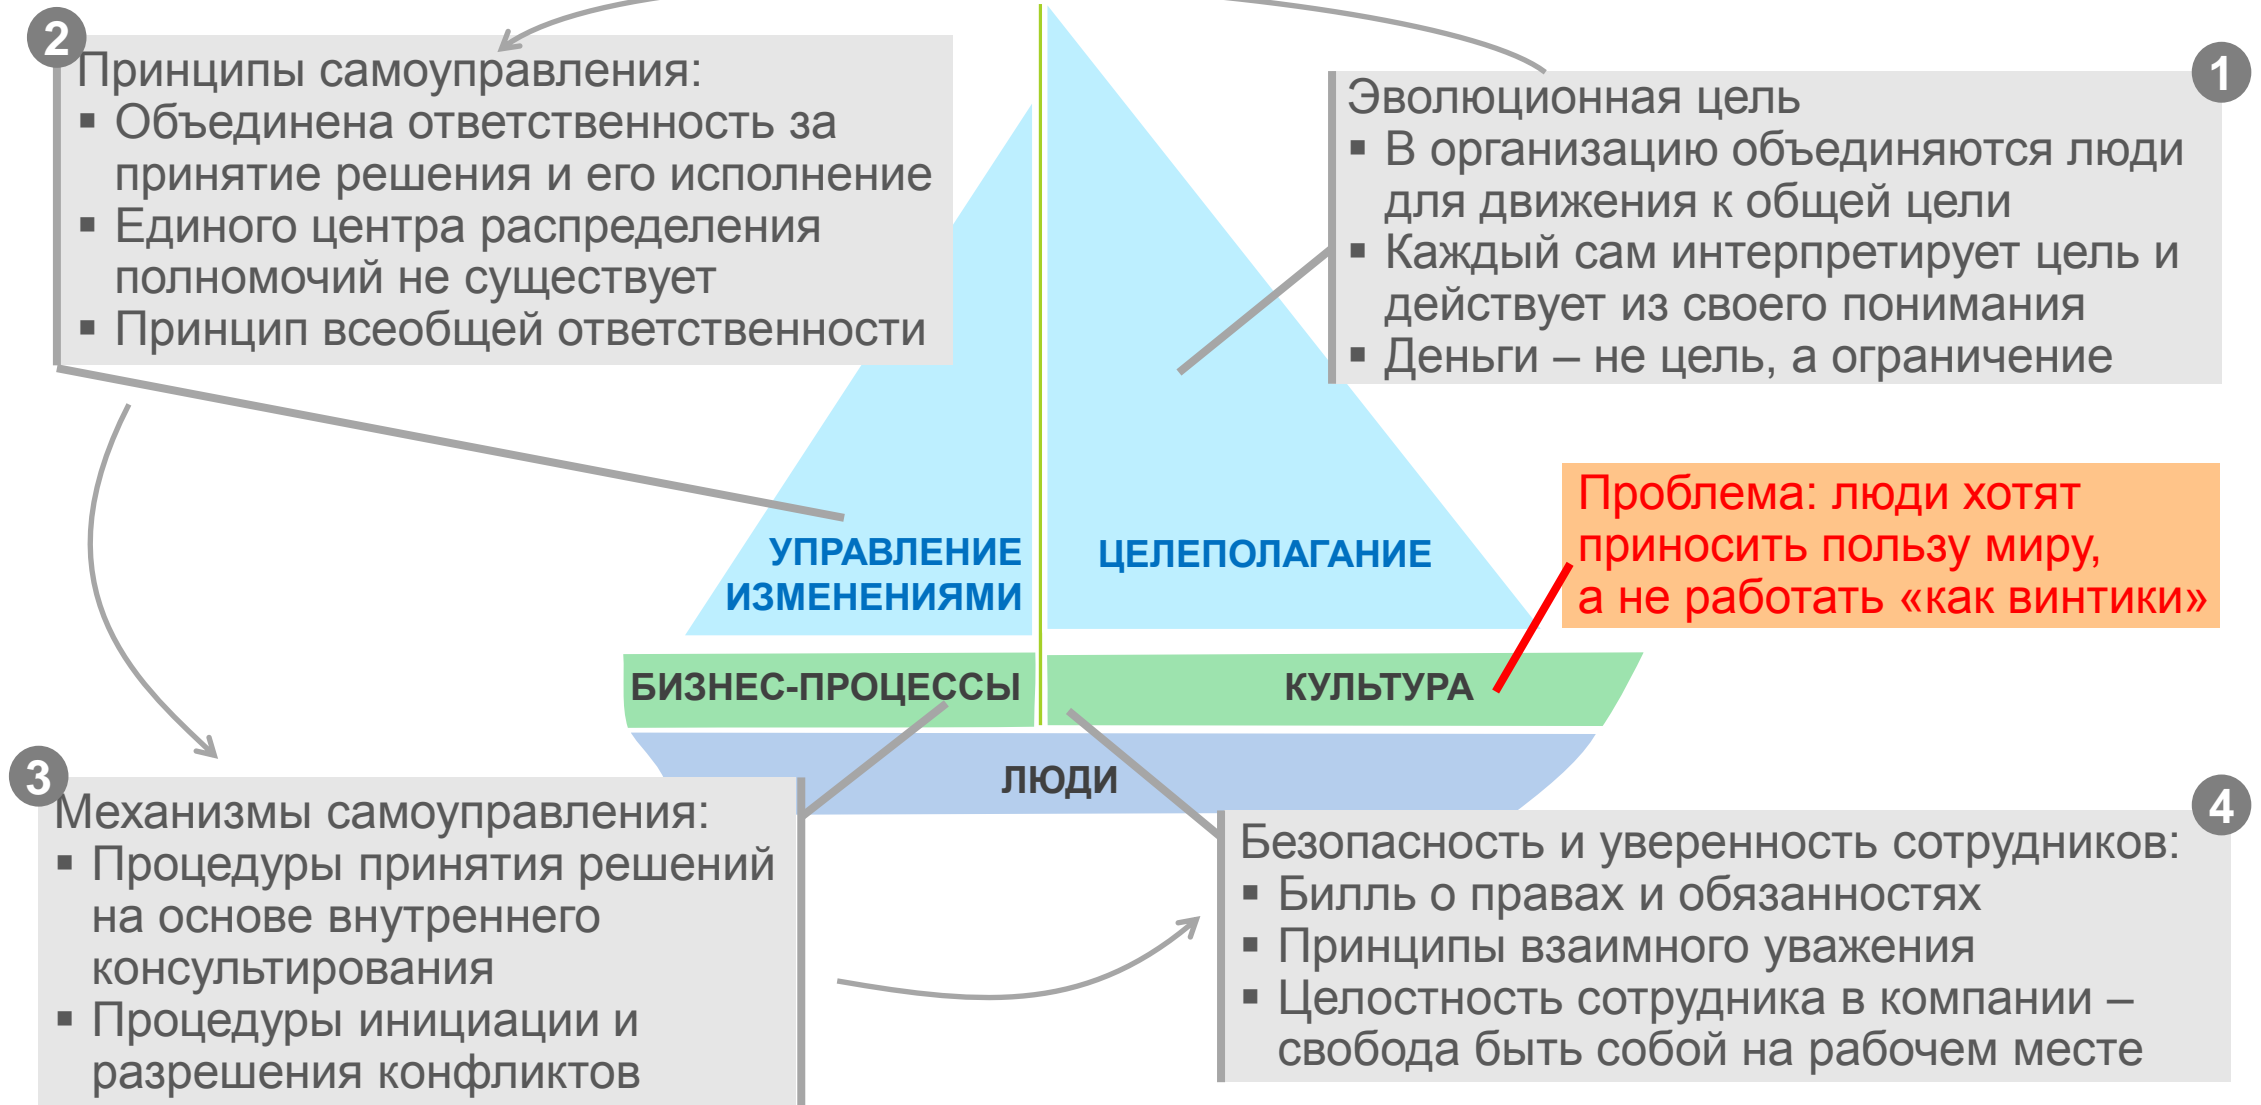 2
Принципы самоуправления:
▪ Объединена ответственность за
принятие решения и его исполнение
▪ Единого центра распределения
полномочий не существует
▪ Принцип всеобщей ответственности
1
Эволюционная цель
▪ В организацию объединяются люди
для движения к общей цели
▪ Каждый сам интерпретирует цель и
действует из своего понимания
▪ Деньги – не цель, а ограничение
Проблема: люди хотят
приносить пользу миру,
а не работать «как винтики»
УПРАВЛЕНИЕ
ИЗМЕНЕНИЯМИ
ЦЕЛЕПОЛАГАНИЕ
БИЗНЕС-ПРОЦЕССЫ
КУЛЬТУРА
ЛЮДИ
3
Механизмы самоуправления:
▪ Процедуры принятия решений
на основе внутреннего
консультирования
▪ Процедуры инициации и
разрешения конфликтов
4
Безопасность и уверенность сотрудников:
▪ Билль о правах и обязанностях
▪ Принципы взаимного уважения
▪ Целостность сотрудника в компании –
свобода быть собой на рабочем месте